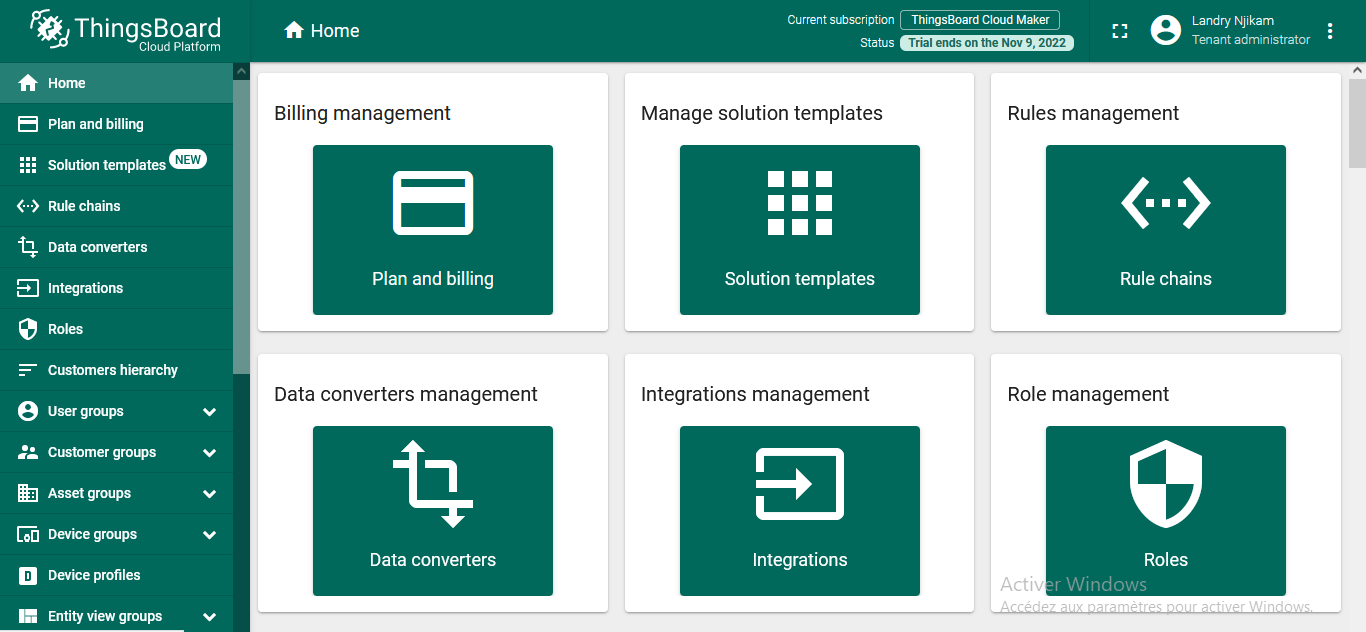 ThingsBoard
Cloud Platform
Home
Current subscription ThingsBoard Cloud Maker
Status Trial ends on the Nov 9, 2022
Landry Njikam
Tenant administrator
Home
Plan and billing
Solution templates NEW
Rule chains
Data converters
Integrations
Roles
Customers hierarchy
User groups
Customer groups
Asset groups
Device groups
D Device profiles
Entity view groups
Billing management
Plan and billing
Manage solution templates
Solution templates
Rules management
Rule chains
Data converters management
Data converters
Integrations management
Integrations
Role management
Roles
Activer Windows
Accédez aux paramètres pour activer Windows.